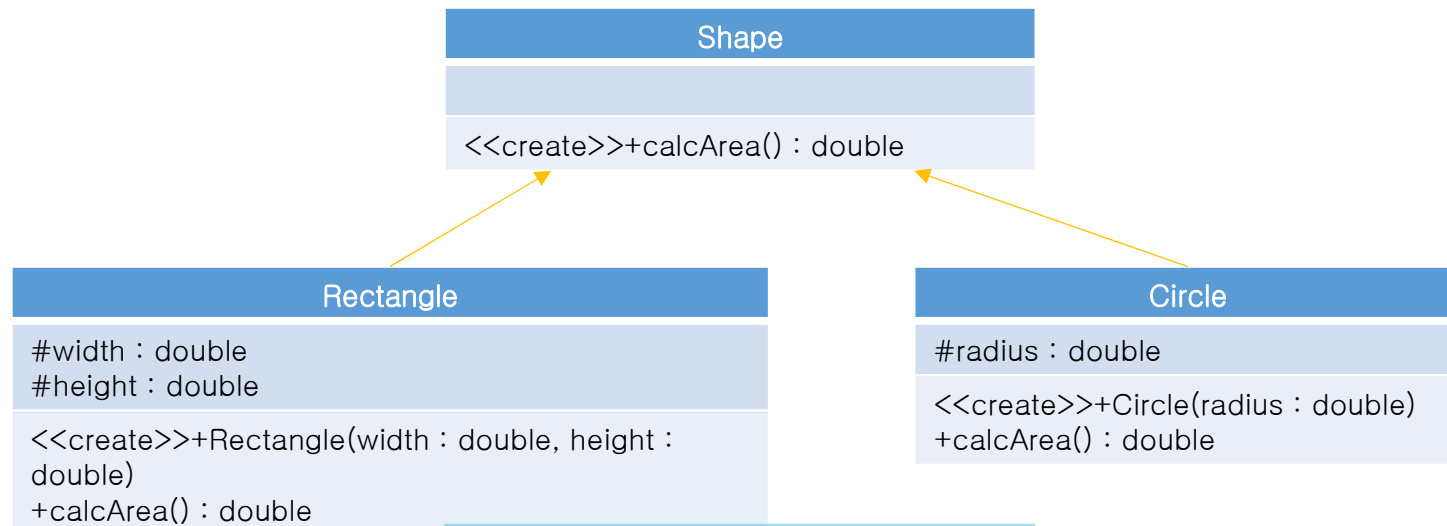 Shape
<<create>>+calcArea() : double
Rectangle
#width : double
#height : double
<<create>>+Rectangle(width : double, height :
double)
+calcArea() : double
Circle
#radius : double
<<create>>+Circle(radius : double)
+calcArea() : double